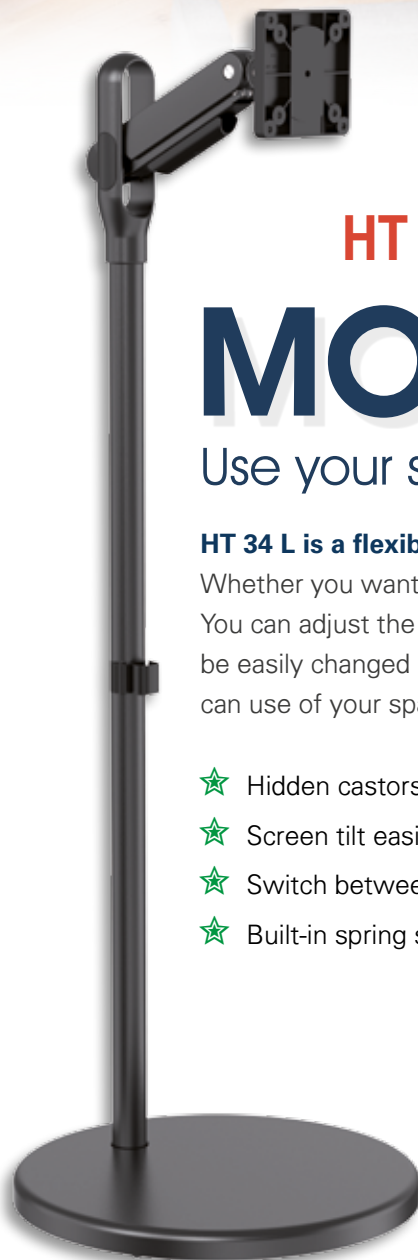 HT
MO
Use your s
HT 34 L is a flexib
Whether you want
You can adjust the
be easily changed
can use of your spa
Hidden castors
Screen tilt easi
Switch betwee
Built-in spring s